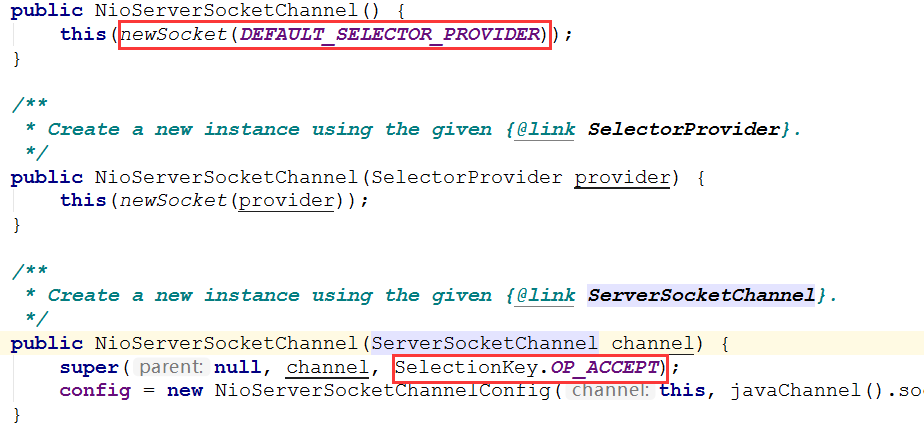 public NioServerSocketChannel() {
this(newSocket(DEFAULT_SELECTOR_PROVIDER));
}
/**
* Create a new instance using the given {@link SelectorProvider}.
*/
public NioServerSocketChannel(SelectorProvider provider) {
this(newSocket(provider));
}
/**
* Create a new instance using the given {@link ServerSocketChannel}.
*/
public NioServerSocketChannel(ServerSocketChannel channel) {
super( parent: null, channel, SelectionKey.OP_ACCEPT);
config = new NioServerSocketChannelConfig( channel: this, javaChannel().so
}